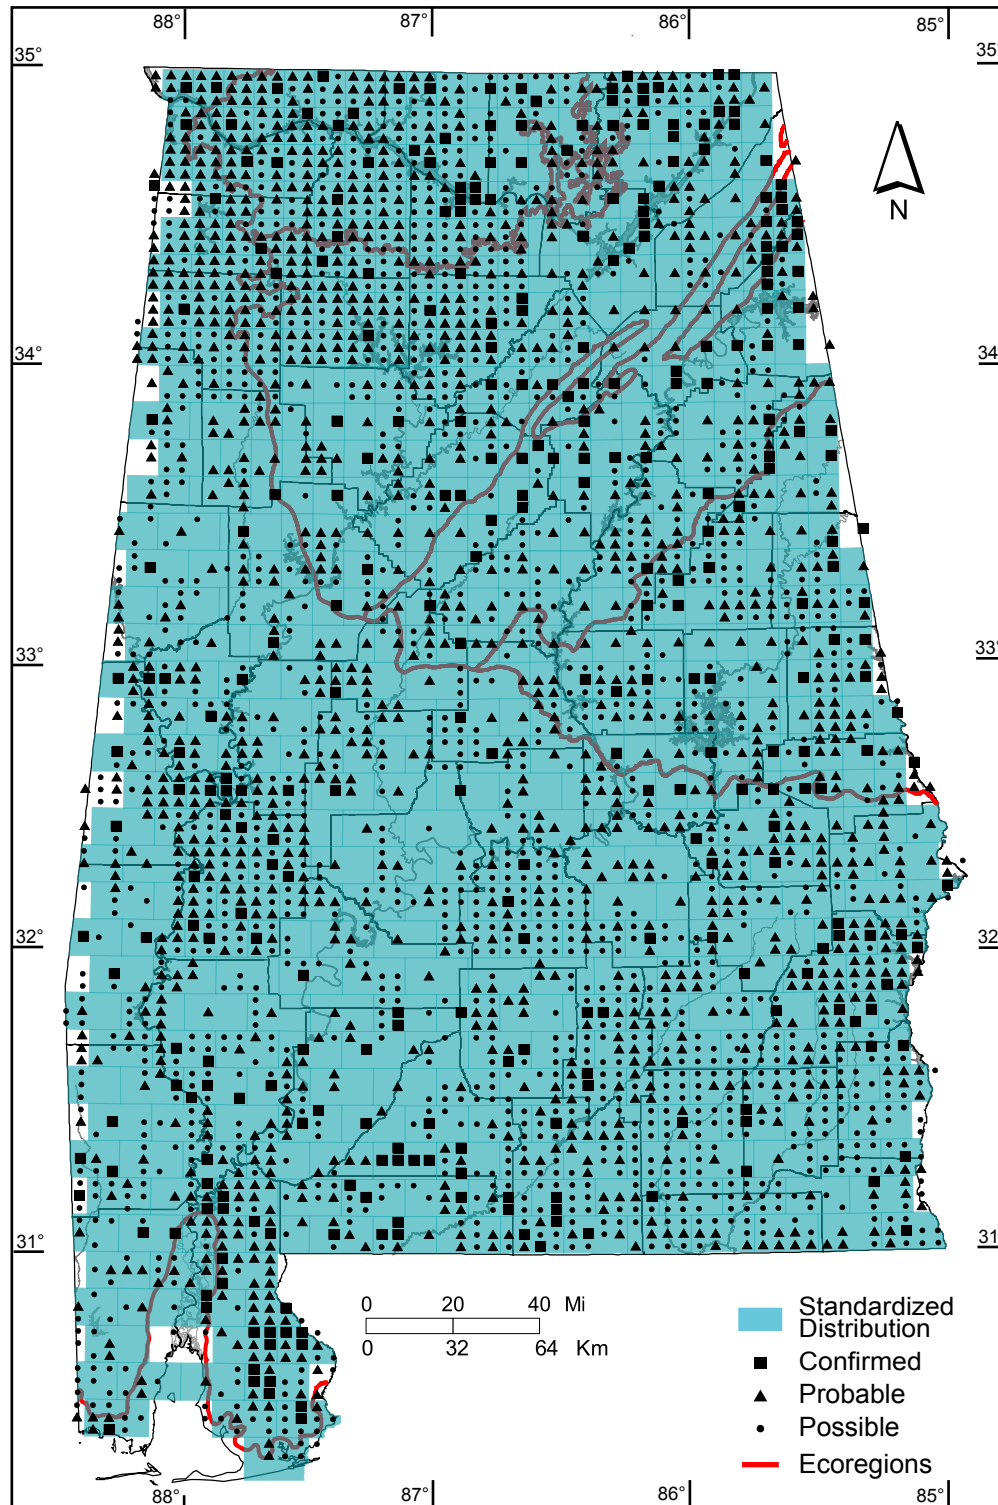 88°
87°
86°
85°
35°
35
34°
34
33°
33°
32°
32
31°
31
N
0 20 40 Mi
0 32 64 Km
Standardized
Distribution
Confirmed
Probable
Possible
Ecoregions
88°
87°
86°
85°